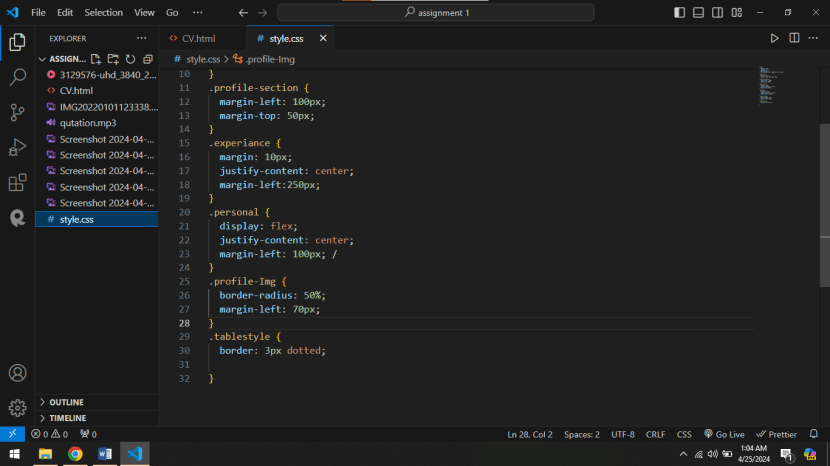 File Edit Selection View Go ··· assignment 1
EXPLORER ···
ASSIGN...
3129576-uhd_3840_2...
CV.html
IMG20220101123338....
qutation.mp3
Screenshot 2024-04-...
Screenshot 2024-04-...
Screenshot 2024-04-...
Screenshot 2024-04-...
Screenshot 2024-04-...
style.css
OUTLINE
TIMELINE
CV.html style.css
style.css > .profile-Img
10 }
11 .profile-section {
12 margin-left: 100px;
13 margin-top: 50px;
14 }
15 .experiance {
16 margin: 10px;
17 justify-content: center;
18 margin-left:250px;
19 }
20 .personal {
21 display: flex;
22 justify-content: center;
23 margin-left: 100px; /
24 }
25 .profile-Img {
26 border-radius: 50%;
27 margin-left: 70px;
28 }
29 .tablestyle {
30 border: 3px dotted;
31
32 }
0 0 0 Ln 28, Col 2 Spaces: 2 UTF-8 CRLF CSS Go Live Prettier
1:04 AM
4/25/2024
1